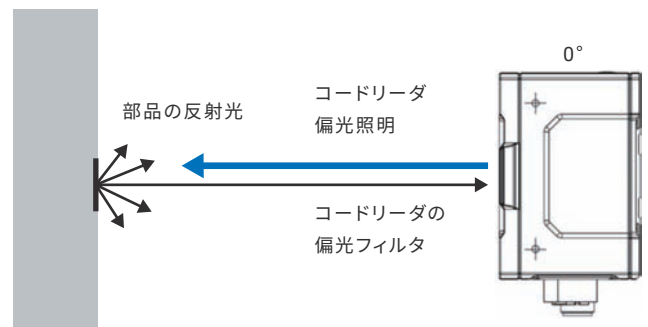 0°
コードリーダ
偏光照明
部品の反射光
コードリーダの
偏光フィルタ